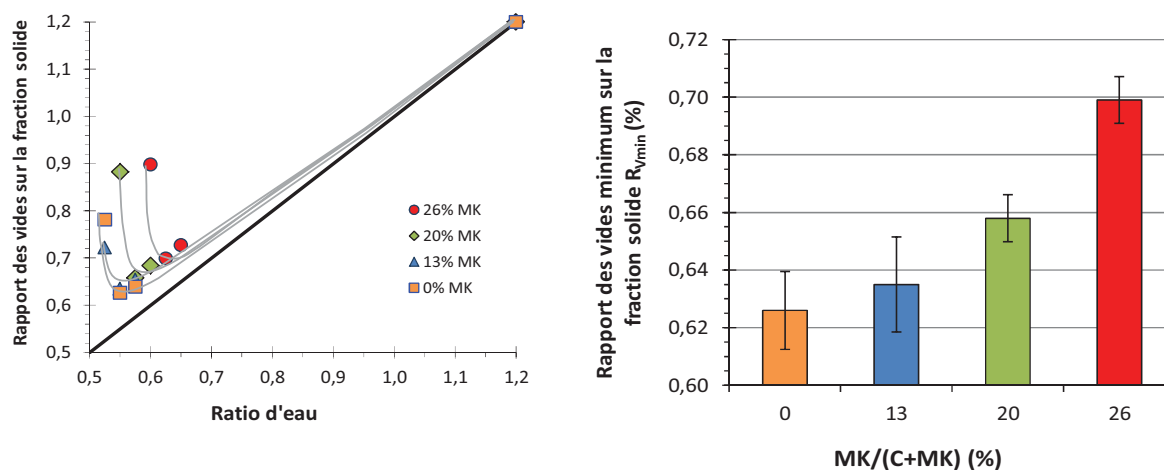 Rapport des vides sur la fraction solide
1,2
1,1
1,0
0,9
0,8
0,7
0,6
0,5
0,5 0,6 0,7 0,8 0,9 1,0 1,1 1,2
Ratio d'eau
26% MK
20% MK
13% MK
0% MK
Rapport des vides minimum sur la
fraction solide RVmin (%)
0,72
0,70
0,68
0,66
0,64
0,62
0,60
0 13 20 26
MK/(C+MK) (%)